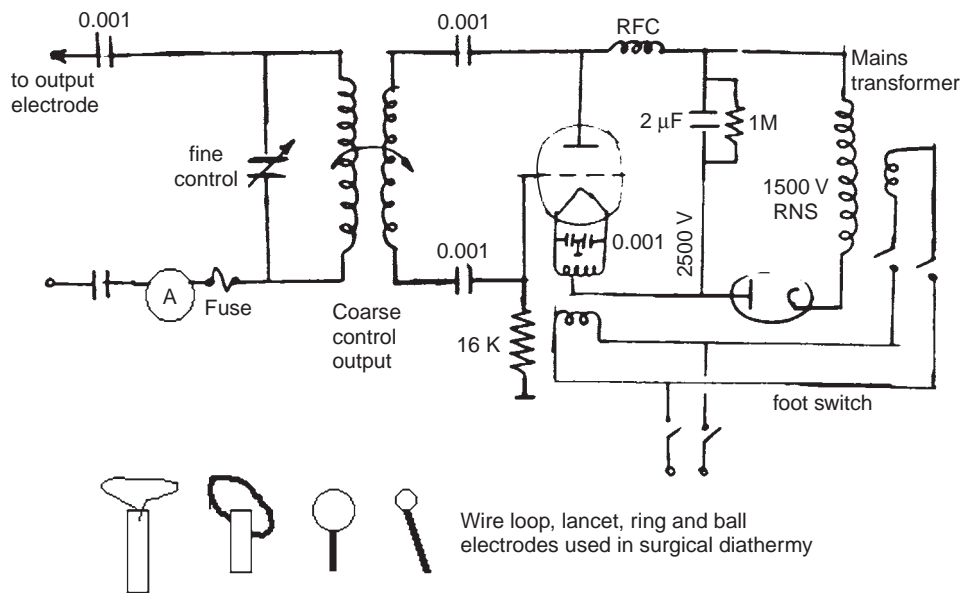 0.001
0.001
RFC
to output
electrode
Mains
transformer
fine
control
2 μF
1M
1500 V
RNS
0.001
0.001
2500 V
A
Fuse
Coarse
control
output
16 K
foot switch
Wire loop, lancet, ring and ball
electrodes used in surgical diathermy